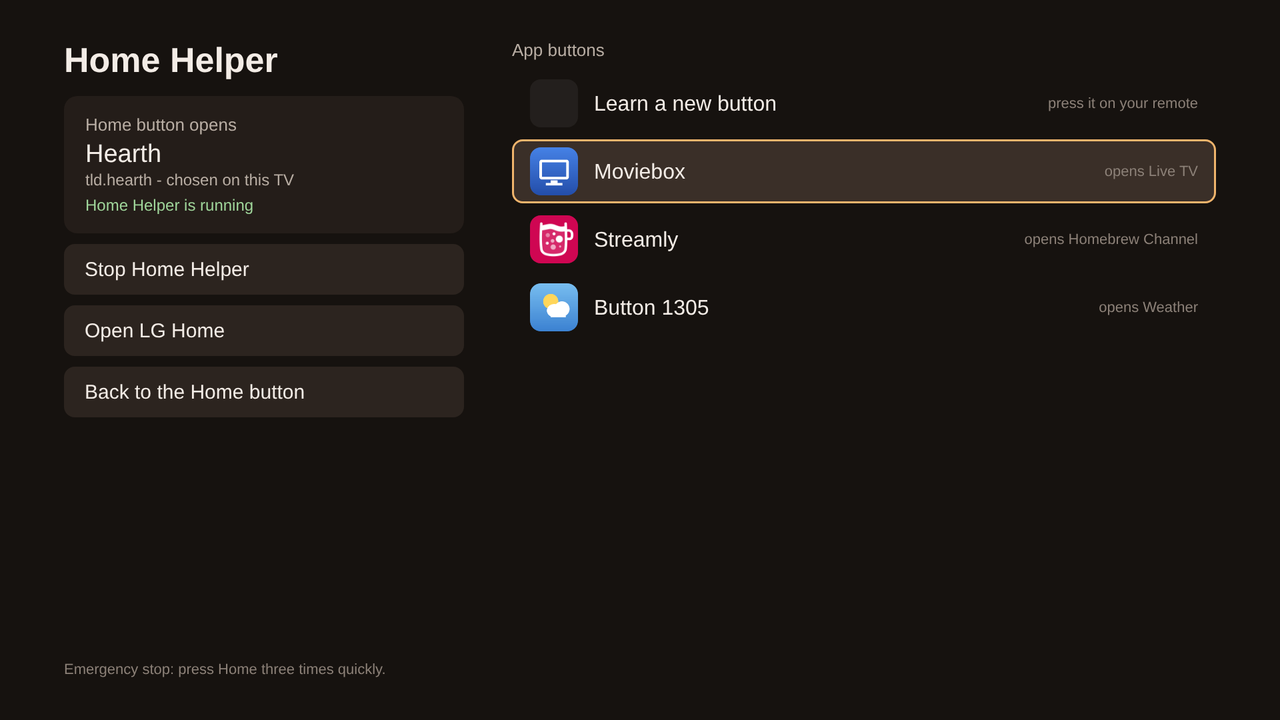 Home Helper
Home button opens
Hearth
tld.hearth - chosen on this TV
Home Helper is running
Stop Home Helper
Open LG Home
Back to the Home button
App buttons
Learn a new button
press it on your remote
Moviebox
opens Live TV
Streamly
opens Homebrew Channel
Button 1305
opens Weather
Emergency stop: press Home three times quickly.